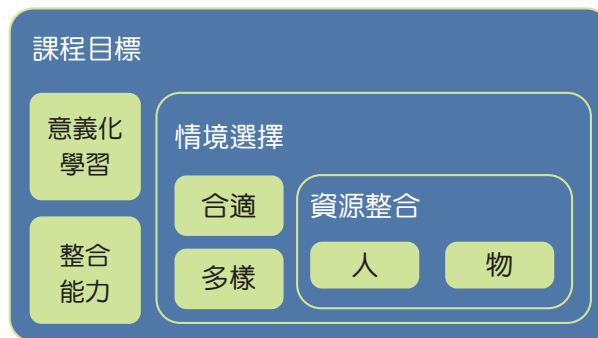 課程目標
意義化
學習
整合
能力
情境選擇
合適
多樣
資源整合
人
物